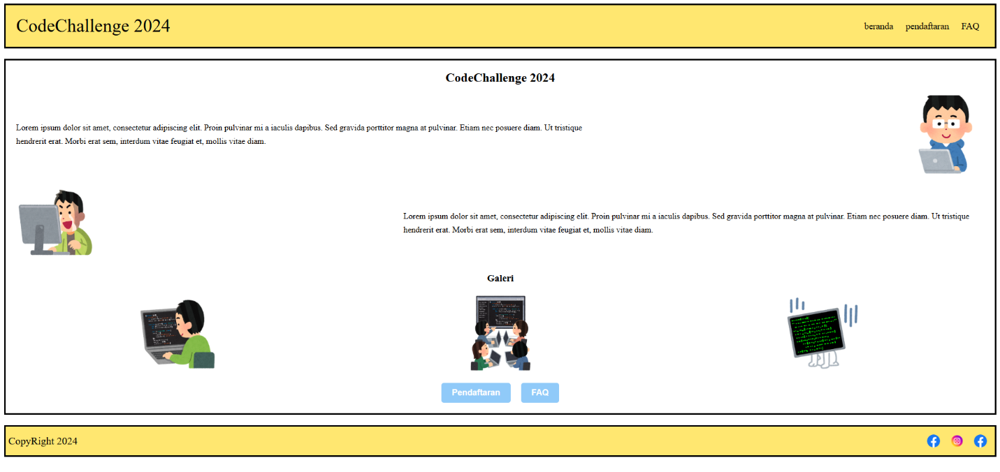 CodeChallenge 2024
beranda pendaftaran FAQ
CodeChallenge 2024
Lorem ipsum dolor sit amet, consectetur adipiscing elit. Proin pulvinar mi a iaculis dapibus. Sed gravida porttitor magna at pulvinar. Etiam nec posuere diam. Ut tristique
hendrerit erat. Morbi erat sem, interdum vitae feugiat et, mollis vitae diam.
Lorem ipsum dolor sit amet, consectetur adipiscing elit. Proin pulvinar mi a iaculis dapibus. Sed gravida porttitor magna at pulvinar. Etiam nec posuere diam. Ut tristique
hendrerit erat. Morbi erat sem, interdum vitae feugiat et, mollis vitae diam.
Galeri
Pendaftaran FAQ
CopyRight 2024